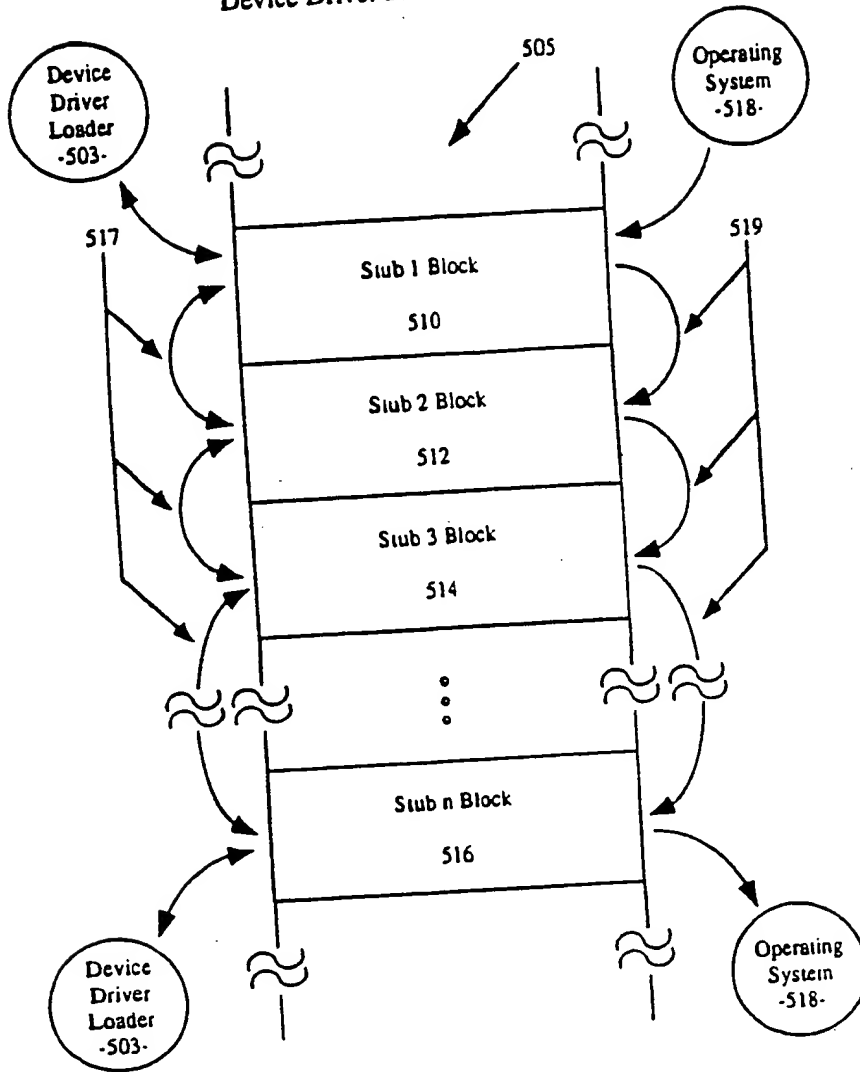 Device Driver
505
Device
Driver
Loader
-503-
Operating
System
-518-
517
519
Stub 1 Block
510
Stub 2 Block
512
Stub 3 Block
514
Stub n Block
516
Device
Driver
Loader
-503-
Operating
System
-518-